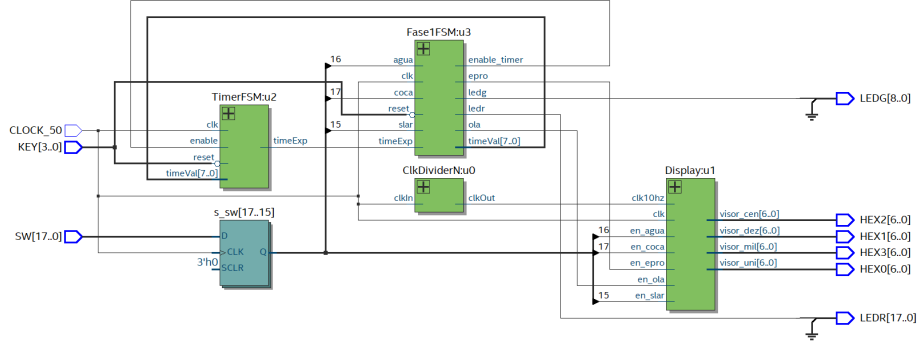 Fase1FSM:u3
16
agua
enable_timer
clk
epro
17
coca
ledg
LEDG[8..0]
reset
ledr
15
slar
ola
timeExp
timeVal[7..0]
TimerFSM:u2
CLOCK_50
clk
KEY[3..0]
enable
timeExp
reset
timeVal[7..0]
ClkDividerN:u0
clkIn
clkOut
Display:u1
clk10hz
clk
visor_cen[6..0]
HEX2[6..0]
16
en_agua
visor_dez[6..0]
HEX1[6..0]
17
en_coca
visor_mil[6..0]
HEX3[6..0]
en_epro
visor_uni[6..0]
HEX0[6..0]
en_ola
15
en_slar
s_sw[17..15]
SW[17..0]
D
CLK
Q
3'h0
SCLR
LEDR[17..0]